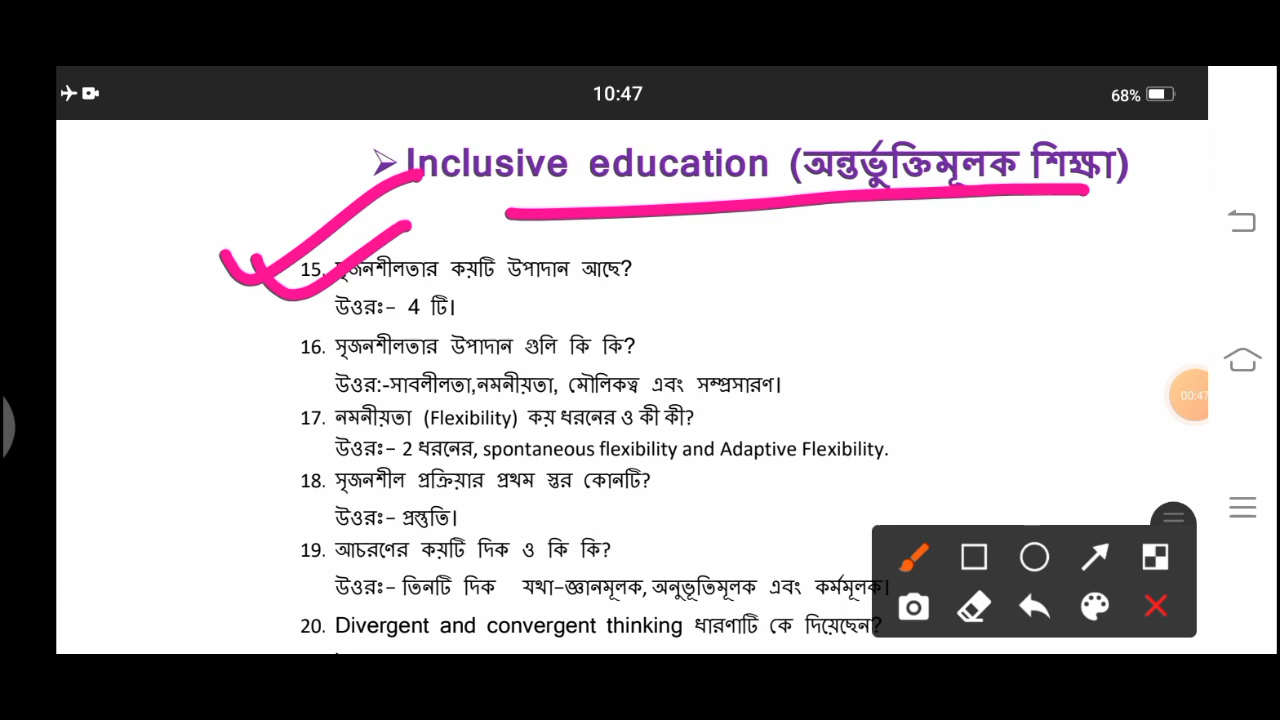 10:47
68%
➢ Inclusive education (অন্তর্ভুক্তিমূলক শিক্ষা)
15. সৃজনশীলতার কয়টি উপাদান আছে?
উওরঃ- 4 টি।
16. সৃজনশীলতার উপাদান গুলি কি কি?
উওর:-সাবলীলতা,নমনীয়তা, মৌলিকত্ব এবং সম্প্রসারণ।
17. নমনীয়তা (Flexibility) কয় ধরনের ও কী কী?
উওরঃ- 2 ধরনের, spontaneous flexibility and Adaptive Flexibility.
18. সৃজনশীল প্রক্রিয়ার প্রথম স্তর কোনটি?
উওরঃ- প্রস্তুতি।
19. আচরণের কয়টি দিক ও কি কি?
উওরঃ- তিনটি দিক যথা-জ্ঞানমূলক, অনুভূতিমূলক এবং কর্মমূলক।
20. Divergent and convergent thinking ধারণাটি কে দিয়েছেন?
00:47